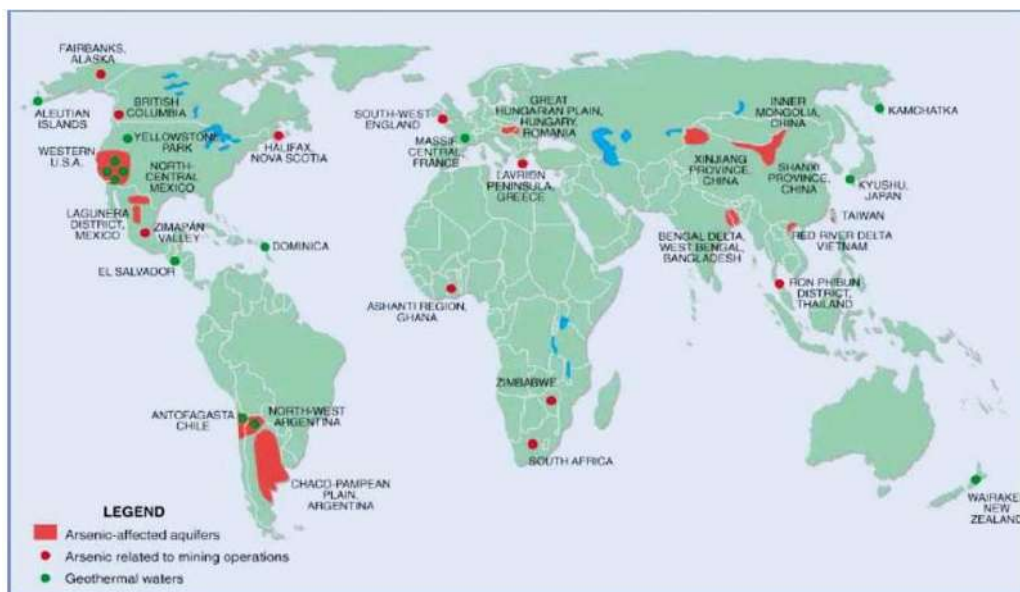 FAIRBANKS,
ALASKA
ALEUTIAN
ISLANDS
BRITISH
COLUMBIA
YELLOWSTONE
PARK
WESTERN
U.S.A.
NORTH-
CENTRAL
MEXICO
HALIFAX,
NOVA SCOTIA
LAGUNERA
DISTRICT,
MEXICO
ZIMAPÁN
VALLEY
EL SALVADOR
DOMINICA
SOUTH-WEST
ENGLAND
MASSIF
CENTRAL,
FRANCE
GREAT
HUNGARIAN PLAIN,
HUNGARY,
ROMANIA
LAVRION
PENINSULA,
GREECE
INNER
MONGOLIA,
CHINA
KAMCHATKA
XINJIANG
PROVINCE,
CHINA
SHANXI
PROVINCE,
CHINA
KYUSHU,
JAPAN
TAIWAN
BENGAL DELTA,
WEST BENGAL,
BANGLADESH
RED RIVER DELTA
VIETNAM
RON PHIBUN
DISTRICT,
THAILAND
ASHANTI REGION,
GHANA
ZIMBABWE
SOUTH AFRICA
ANTOFAGASTA
CHILE
NORTH-WEST
ARGENTINA
CHACO-PAMPEAN
PLAIN,
ARGENTINA
WAIRAKEI
NEW
ZEALAND
LEGEND
Arsenic-affected aquifers
Arsenic related to mining operations
Geothermal waters